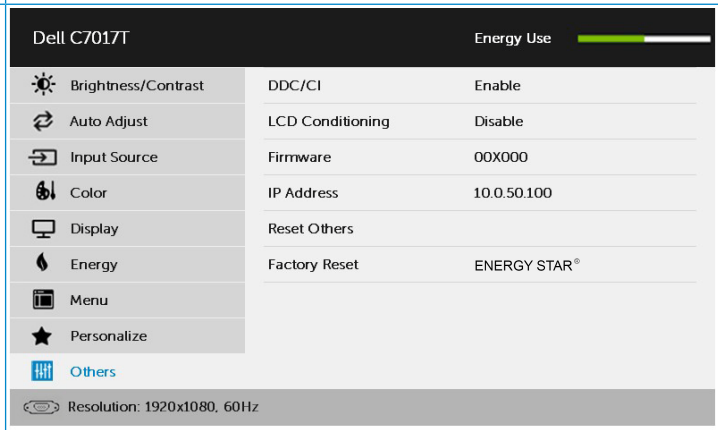 Dell C7017T
Energy Use
Brightness/Contrast
DDC/CI Enable
Auto Adjust
LCD Conditioning Disable
Input Source
Firmware 00X000
Color
IP Address 10.0.50.100
Display
Reset Others
Energy
Factory Reset ENERGY STAR®
Menu
Personalize
Others
Resolution: 1920x1080, 60Hz